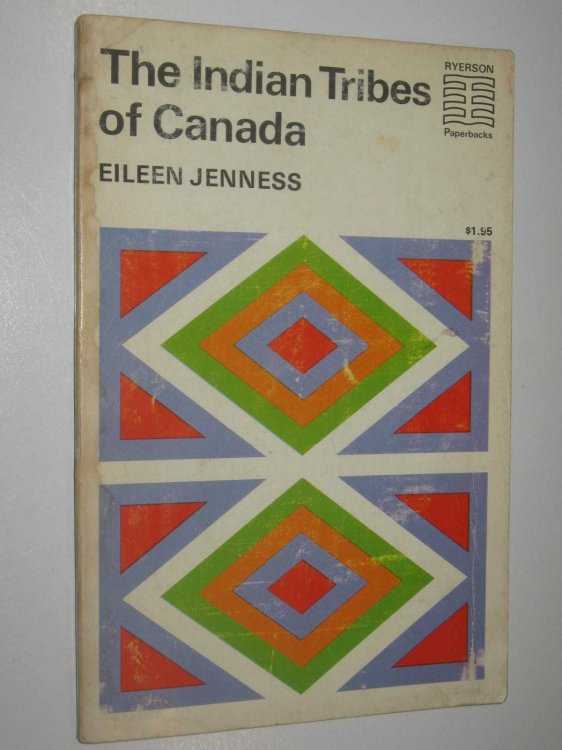 The Indian Tribes
of Canada
EILEEN JENNESS
RYERSON
Paperbacks
$1.95